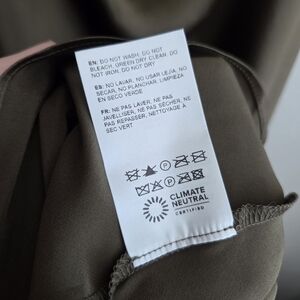 EN: DO NOT WASH, DO NOT
BLEACH, GREEN DRY CLEAN, DO
NOT IRON, DO NOT DRY
ES: NO LAVAR, NO USAR LEJÍA, NO
SECAR, NO PLANCHAR, LIMPIEZA
EN SECO VERDE
FR: NE PAS LAVER, NE PAS
JAVELLISER, NE PAS SÉCHER, NE
PAS REPASSER, NETTOYAGE À
SEC VERT
P
P
CLIMATE
NEUTRAL
CERTIFIED